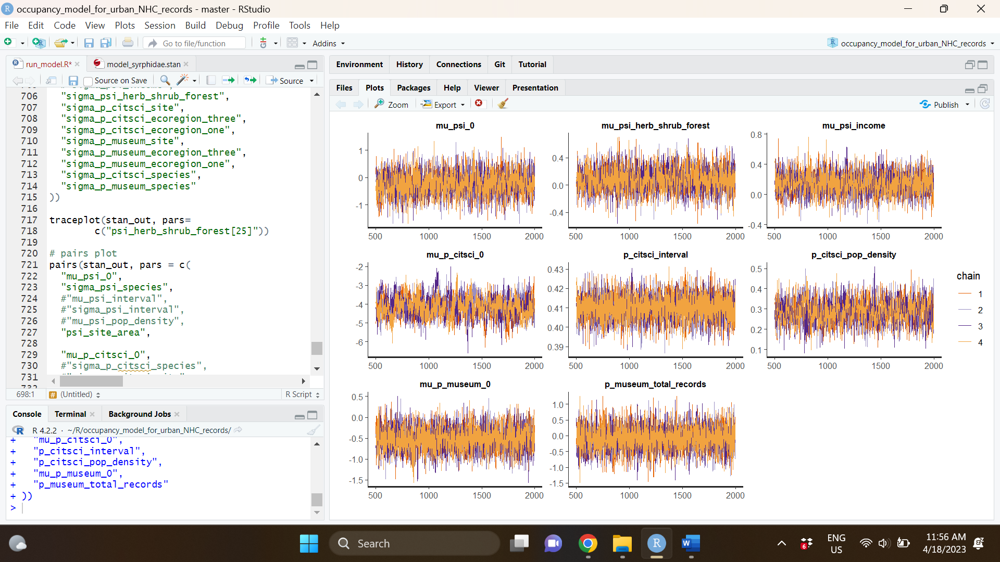 occupancy_model_for_urban_NHC_records - master - RStudio
File Edit Code View Plots Session Build Debug Profile Tools Help
Go to file/function Addins occupancy_model_for_urban_NHC_records
run_model.R* model_syrphidae.stan
Source on Save Source
706 "sigma_psi_herb_shrub_forest",
707 "sigma_p_citsci_site",
708 "sigma_p_citsci_ecoregion_three",
709 "sigma_p_citsci_ecoregion_one",
710 "sigma_p_museum_site",
711 "sigma_p_museum_ecoregion_three",
712 "sigma_p_museum_ecoregion_one",
713 "sigma_p_citsci_species",
714 "sigma_p_museum_species"
715 ))
716
717 traceplot(stan_out, pars=
718 c("psi_herb_shrub_forest[25]"))
719
720 # pairs plot
721 pairs(stan_out, pars = c(
722 "mu_psi_0",
723 "sigma_psi_species",
724 #"mu_psi_interval",
725 #"sigma_psi_interval",
726 #"mu_psi_pop_density",
727 "psi_site_area",
728
729 "mu_p_citsci_0",
730 #"sigma_p_citsci_species",
731
698:1 (Untitled) R Script
Console Terminal Background Jobs
R 4.2.2 · ~/R/occupancy_model_for_urban_NHC_records/
+ "mu_p_citsci_0",
+ "p_citsci_interval",
+ "p_citsci_pop_density",
+ "mu_p_museum_0",
+ "p_museum_total_records"
+ ))
>
Environment History Connections Git Tutorial
Files Plots Packages Help Viewer Presentation
Zoom Export Publish
mu_psi_0
1
0
-1
500 1000 1500 2000
mu_psi_herb_shrub_forest
0.4
0.0
-0.4
500 1000 1500 2000
mu_psi_income
0.8
0.4
0.0
-0.4
500 1000 1500 2000
mu_p_citsci_0
-2
-3
-4
-5
-6
500 1000 1500 2000
p_citsci_interval
0.43
0.42
0.41
0.40
0.39
500 1000 1500 2000
p_citsci_pop_density
0.5
0.4
0.3
0.2
0.1
500 1000 1500 2000
chain
1
2
3
4
mu_p_museum_0
0.5
0.0
-0.5
-1.0
-1.5
500 1000 1500 2000
p_museum_total_records
1.0
0.5
0.0
-0.5
-1.0
-1.5
500 1000 1500 2000
Search
6
ENG
US
11:56 AM
4/18/2023